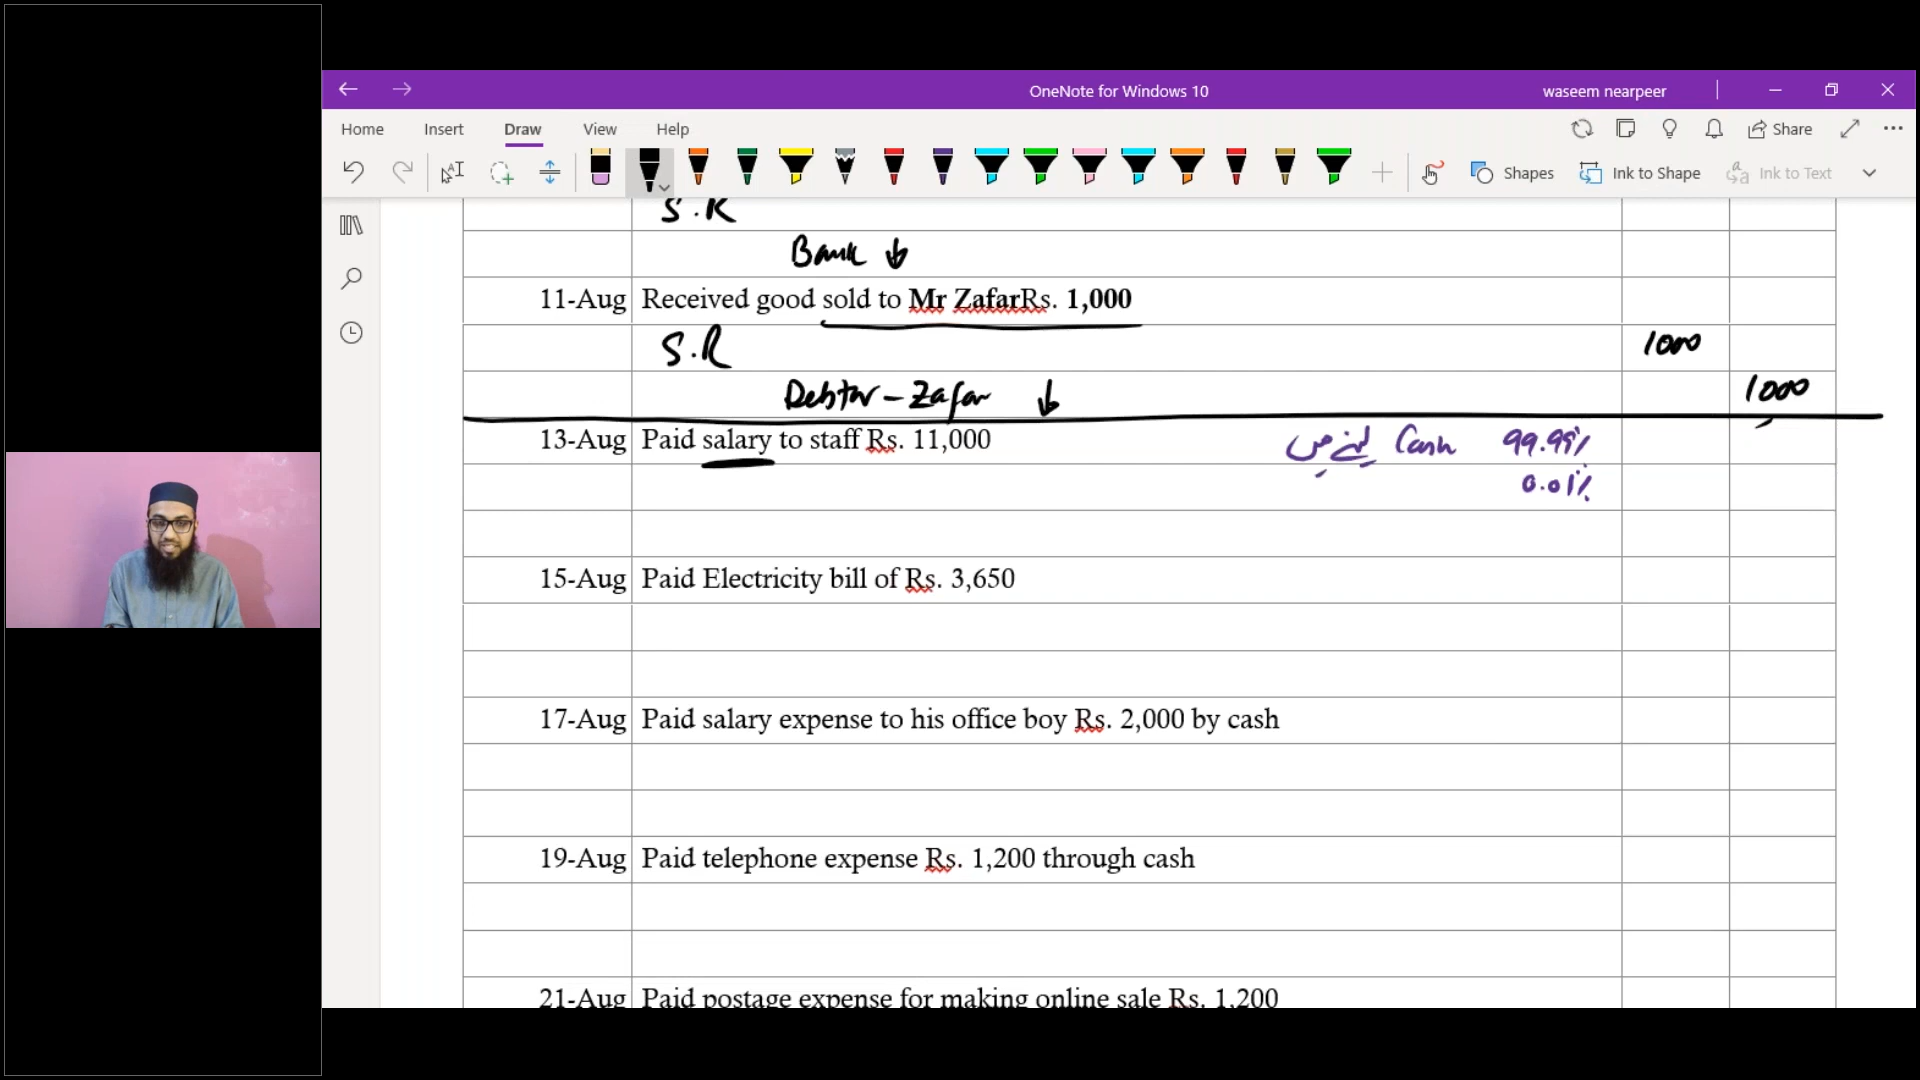 OneNote for Windows 10
waseem nearpeer
Home Insert Draw View Help
Share
Shapes Ink to Shape Ink to Text
S.R
Bank ↓
11-Aug Received good sold to Mr ZafarRs. 1,000
S.R 1000
Debtor - Zafar ↓ 1000
13-Aug Paid salary to staff Rs. 11,000
Cash 99.99%
0.01%
15-Aug Paid Electricity bill of Rs. 3,650
17-Aug Paid salary expense to his office boy Rs. 2,000 by cash
19-Aug Paid telephone expense Rs. 1,200 through cash
21-Aug Paid postage expense for making online sale Rs. 1,200